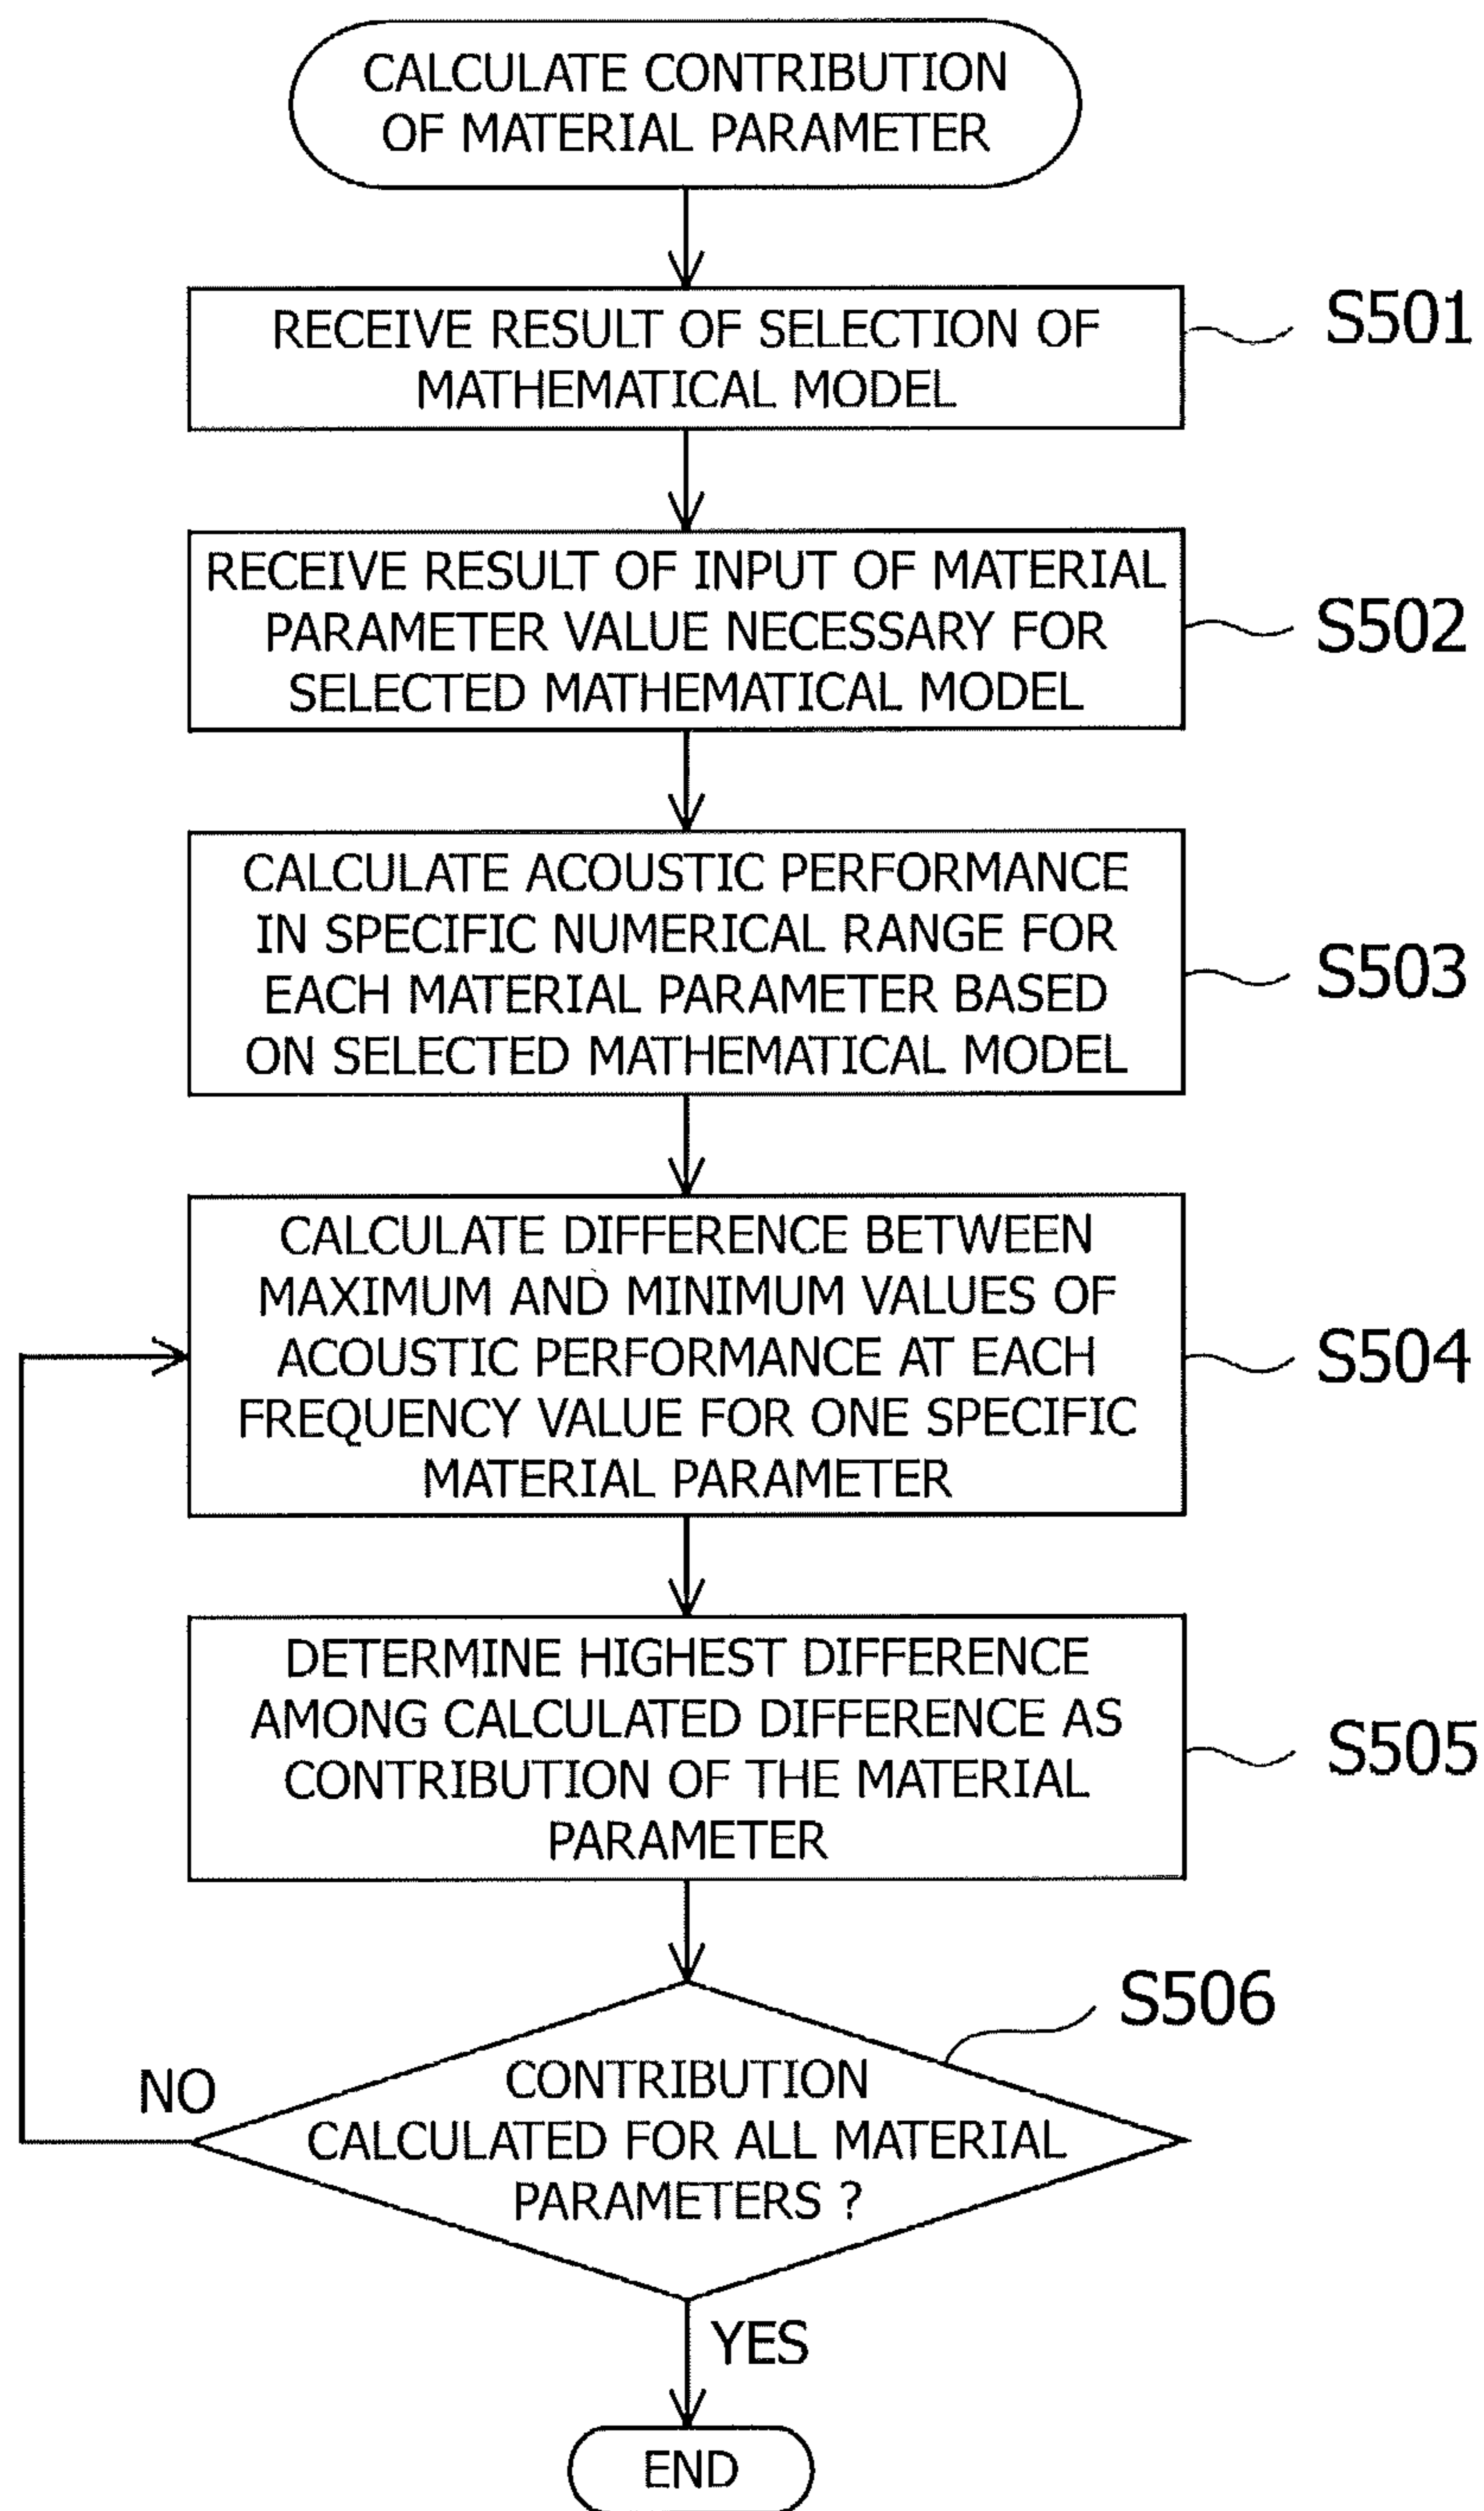 CALCULATE CONTRIBUTION
OF MATERIAL PARAMETER
RECEIVE RESULT OF SELECTION OF
MATHEMATICAL MODEL
S501
RECEIVE RESULT OF INPUT OF MATERIAL
PARAMETER VALUE NECESSARY FOR
SELECTED MATHEMATICAL MODEL
S502
CALCULATE ACOUSTIC PERFORMANCE
IN SPECIFIC NUMERICAL RANGE FOR
EACH MATERIAL PARAMETER BASED
ON SELECTED MATHEMATICAL MODEL
S503
CALCULATE DIFFERENCE BETWEEN
MAXIMUM AND MINIMUM VALUES OF
ACOUSTIC PERFORMANCE AT EACH
FREQUENCY VALUE FOR ONE SPECIFIC
MATERIAL PARAMETER
S504
DETERMINE HIGHEST DIFFERENCE
AMONG CALCULATED DIFFERENCE AS
CONTRIBUTION OF THE MATERIAL
PARAMETER
S505
S506
CONTRIBUTION
CALCULATED FOR ALL MATERIAL
PARAMETERS ?
NO
YES
END